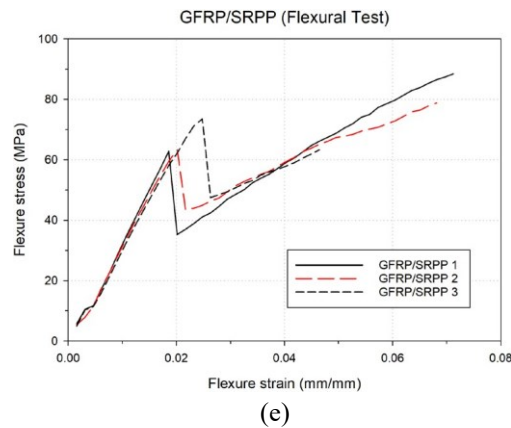 GFRP/SRPP (Flexural Test)
100
80
60
40
20
0
Flexure stress (MPa)
GFRP/SRPP 1
GFRP/SRPP 2
GFRP/SRPP 3
0.00 0.02 0.04 0.06 0.08
Flexure strain (mm/mm)
(e)